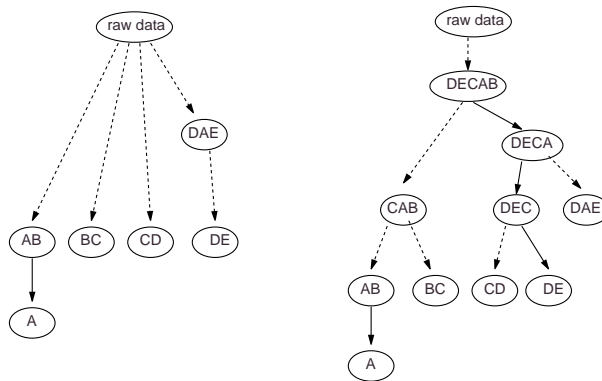 raw data
DAE
AB
BC
CD
DE
A
raw data
DECAB
DECA
CAB
DEC
DAE
AB
BC
CD
DE
A